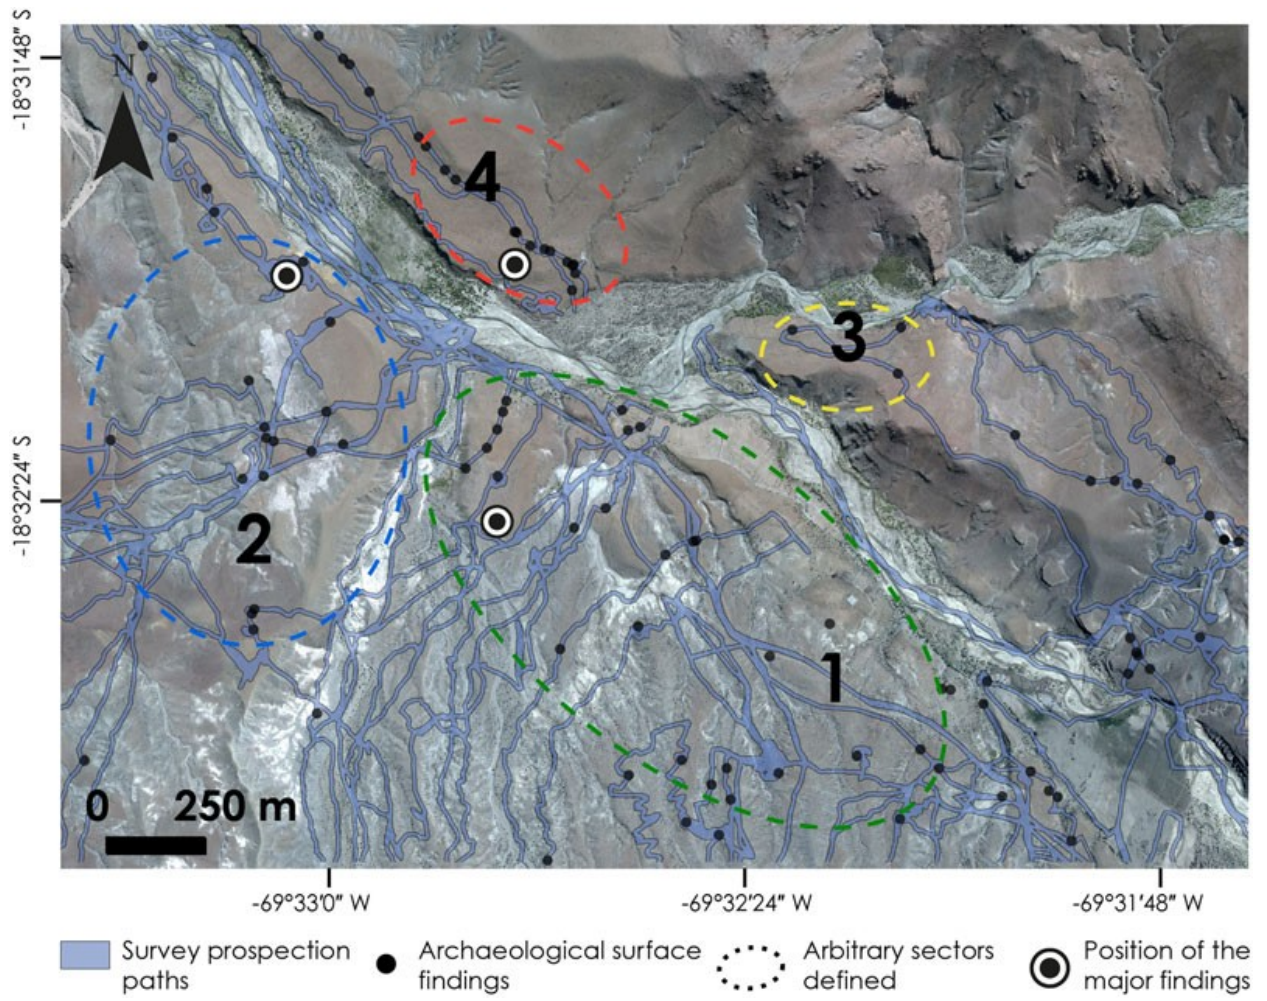 -18°31'48" S
N
4
3
-18°32'24" S
2
1
0 250 m
-69°33'0" W
-69°32'24" W
-69°31'48" W
Survey prospection
paths
Archaeological surface
findings
Arbitrary sectors
defined
Position of the
major findings